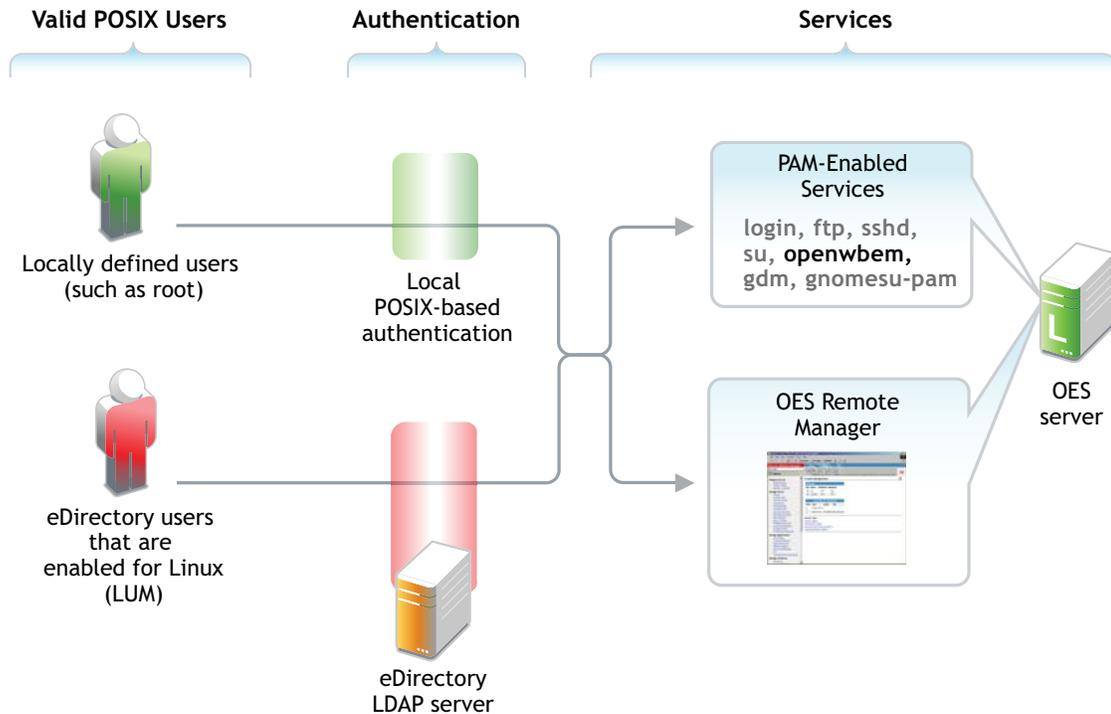 Valid POSIX Users
Authentication
Services
Locally defined users
(such as root)
Local
POSIX-based
authentication
PAM-Enabled
Services
login, ftp, sshd,
su, openwbem,
gdm, gnomesu-pam
L
OES
server
eDirectory users
that are
enabled for Linux
(LUM)
eDirectory
LDAP server
OES Remote
Manager